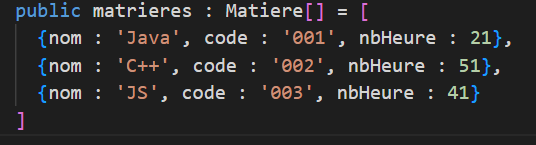 public matrieres : Matiere[] = [
{nom : 'Java', code : '001', nbHeure : 21},
{nom : 'C++', code : '002', nbHeure : 51},
{nom : 'JS', code : '003', nbHeure : 41}
]